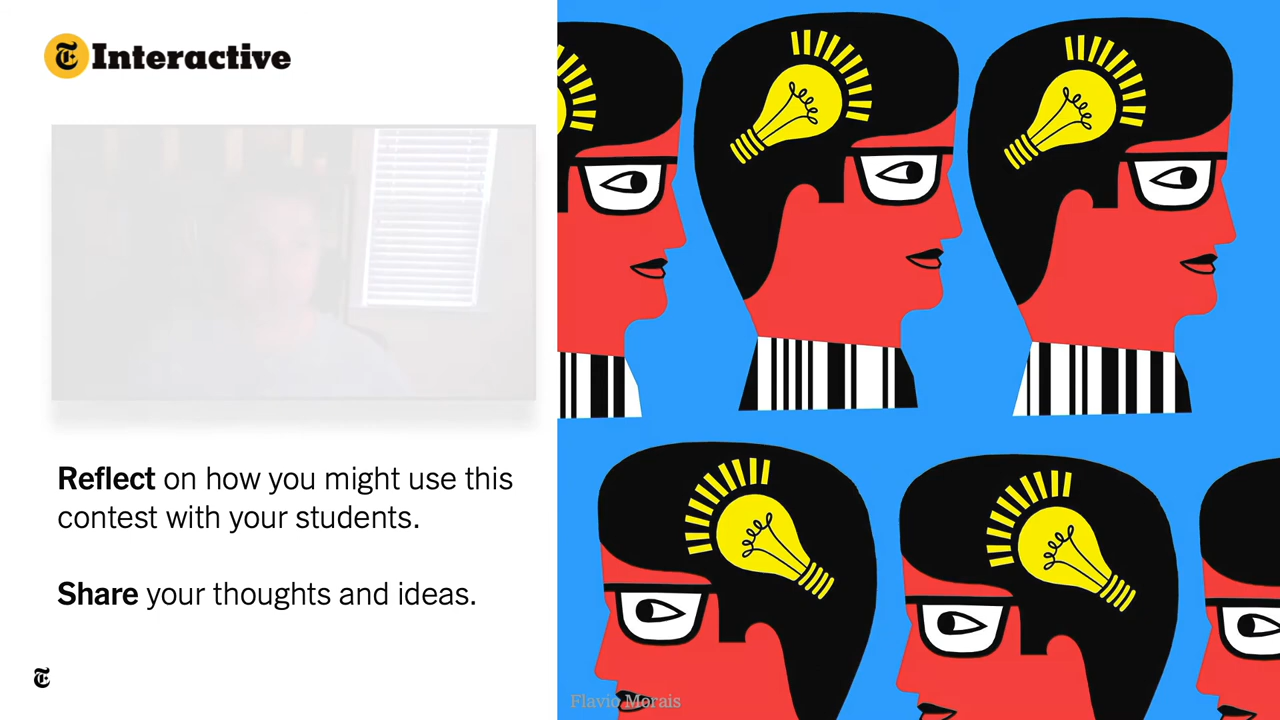 T Interactive
Reflect on how you might use this
contest with your students.
Share your thoughts and ideas.
T
Flavio Morais